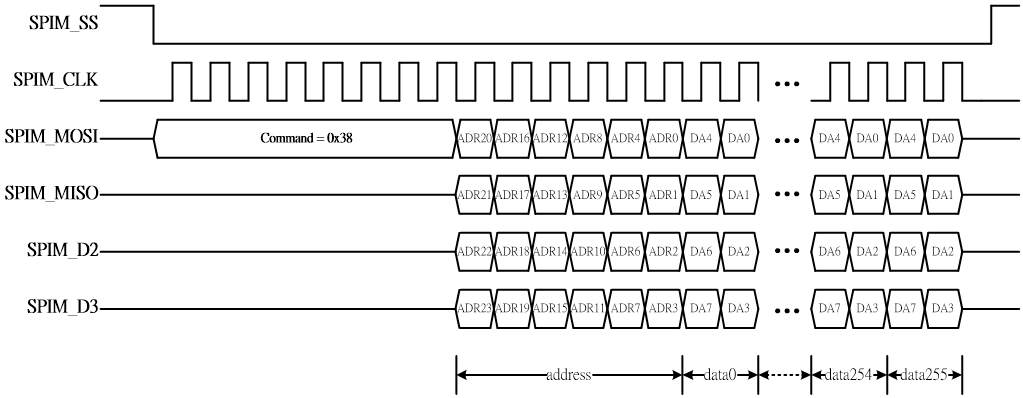 SPIM_SS
SPIM_CLK
SPIM_MOSI Command = 0x38 ADR20 ADR16 ADR12 ADR8 ADR4 ADR0 DA4 DA0 ••• DA4 DA0 DA4 DA0
SPIM_MISO ADR21 ADR17 ADR13 ADR9 ADR5 ADR1 DA5 DA1 ••• DA5 DA1 DA5 DA1
SPIM_D2 ADR22 ADR18 ADR14 ADR10 ADR6 ADR2 DA6 DA2 ••• DA6 DA2 DA6 DA2
SPIM_D3 ADR23 ADR19 ADR15 ADR11 ADR7 ADR3 DA7 DA3 ••• DA7 DA3 DA7 DA3
address data0 data254 data255